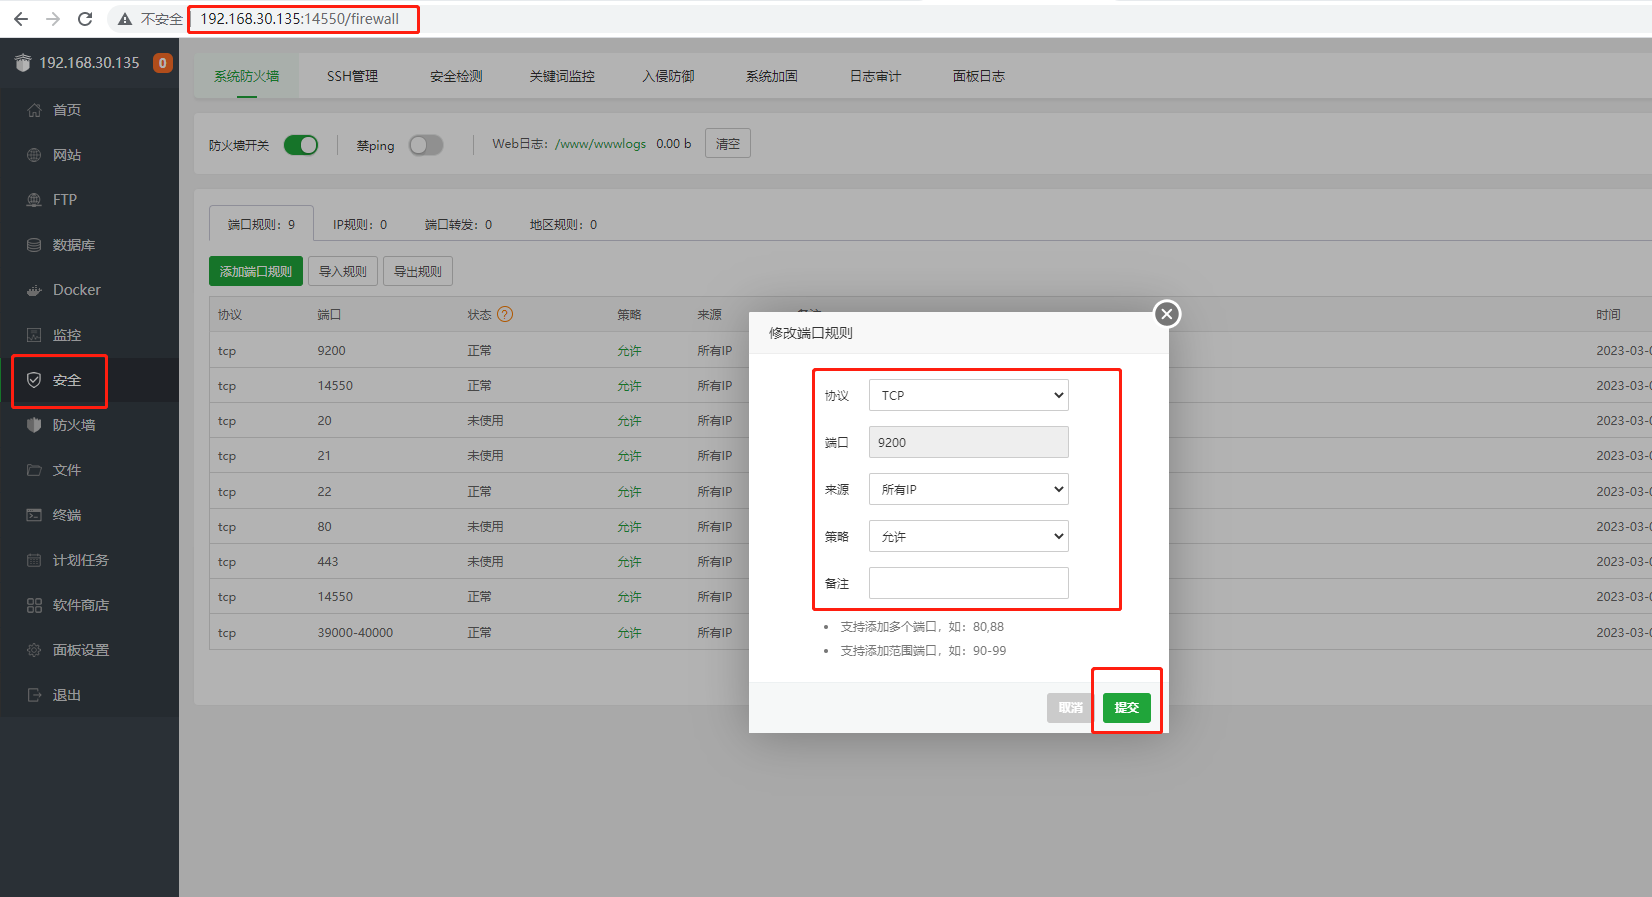 不安全 192.168.30.135:14550/firewall
192.168.30.135 0
首页
网站
FTP
数据库
Docker
监控
安全
防火墙
文件
终端
计划任务
软件商店
面板设置
退出
系统防火墙 SSH管理 安全检测 关键词监控 入侵防御 系统加固 日志审计 面板日志
防火墙开关 禁ping Web日志：/www/wwwlogs 0.00 b 清空
端口规则：9 IP规则：0 端口转发：0 地区规则：0
添加端口规则 导入规则 导出规则
协议 端口 状态 ? 策略 来源 时间
tcp 9200 正常 允许 所有IP 2023-03-0
tcp 14550 正常 允许 所有IP 2023-03-0
tcp 20 未使用 允许 所有IP 2023-03-0
tcp 21 未使用 允许 所有IP 2023-03-0
tcp 22 正常 允许 所有IP 2023-03-0
tcp 80 未使用 允许 所有IP 2023-03-0
tcp 443 未使用 允许 所有IP 2023-03-0
tcp 14550 正常 允许 所有IP 2023-03-0
tcp 39000-40000 正常 允许 所有IP 2023-03-0
修改端口规则
协议 TCP
端口 9200
来源 所有IP
策略 允许
备注
支持添加多个端口，如：80,88
支持添加范围端口，如：90-99
取消 提交